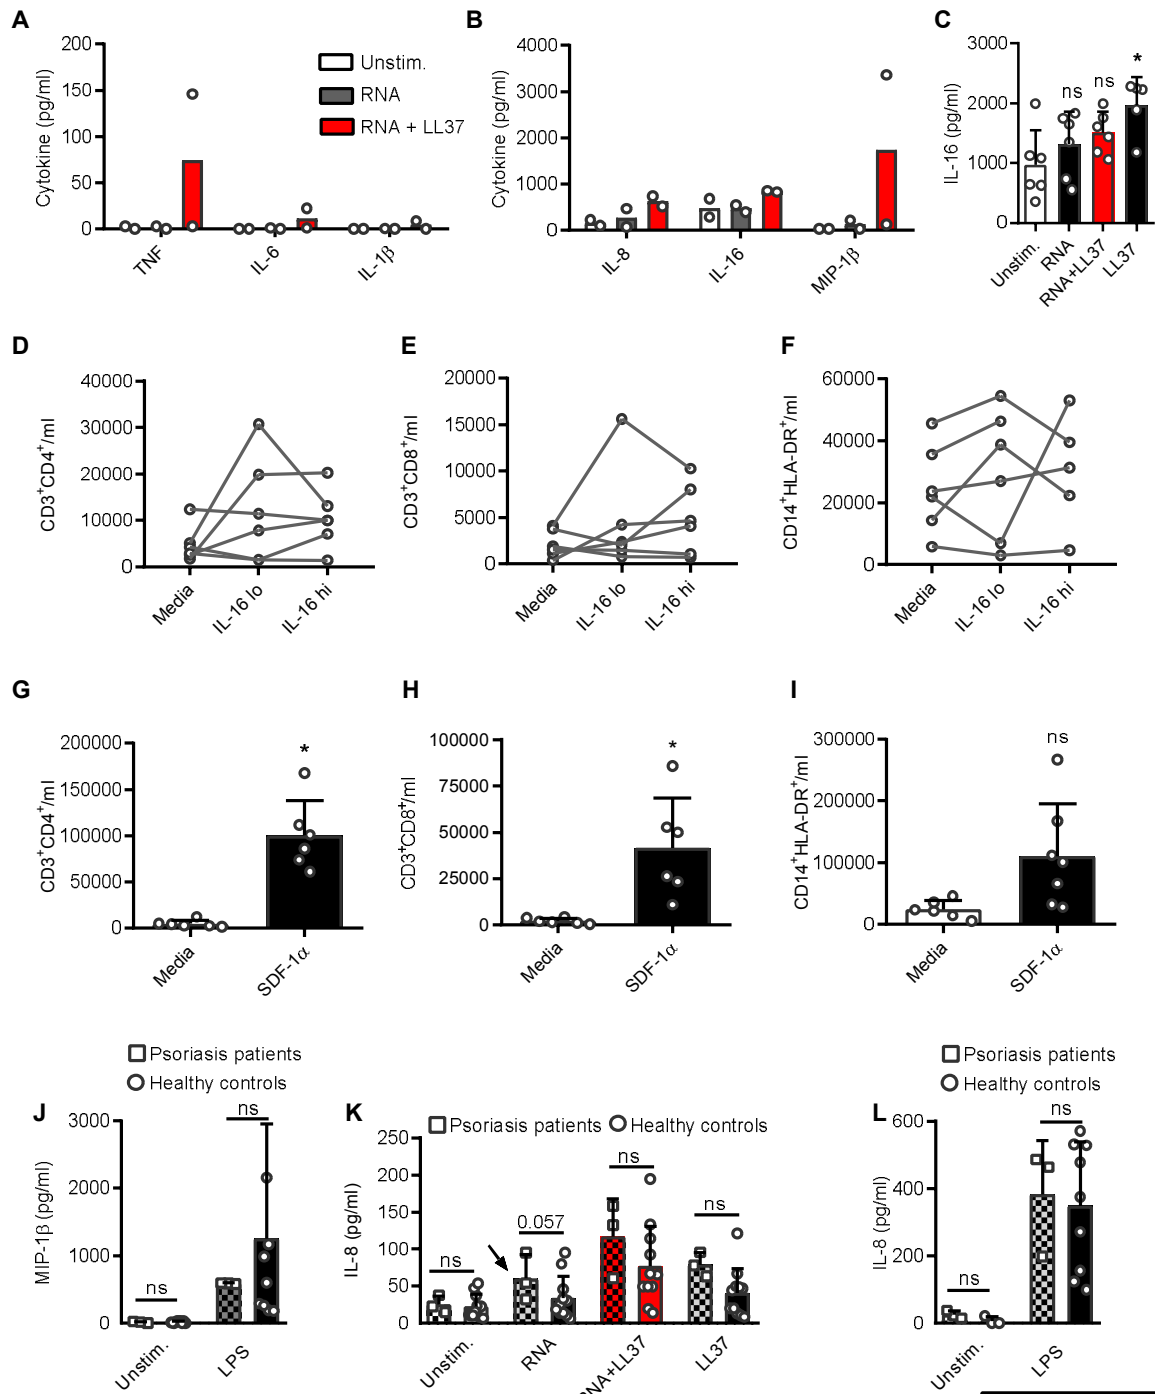 A
Cytokine (pg/ml)
200
150
100
50
0
TNF
IL-6
IL-1β
Unstim.
RNA
RNA + LL37
B
Cytokine (pg/ml)
4000
3000
2000
1000
0
IL-8
IL-16
MIP-1β
C
IL-16 (pg/ml)
3000
2000
1000
0
ns
ns
*
Unstim.
RNA
RNA+LL37
LL37
D
CD3+CD4+/ml
40000
30000
20000
10000
0
Media
IL-16 lo
IL-16 hi
E
CD3+CD8+/ml
20000
15000
10000
5000
0
Media
IL-16 lo
IL-16 hi
F
CD14+HLA-DR+/ml
60000
40000
20000
0
Media
IL-16 lo
IL-16 hi
G
CD3+CD4+/ml
200000
150000
100000
50000
0
*
Media
SDF-1α
H
CD3+CD8+/ml
100000
75000
50000
25000
0
*
Media
SDF-1α
I
CD14+HLA-DR+/ml
300000
200000
100000
0
ns
Media
SDF-1α
Psoriasis patients
Healthy controls
J
MIP-1β (pg/ml)
3000
2000
1000
0
ns
ns
Unstim.
LPS
K
Psoriasis patients
Healthy controls
IL-8 (pg/ml)
250
200
150
100
50
0
ns
0.057
ns
ns
Unstim.
RNA
RNA+LL37
LL37
Psoriasis patients
Healthy controls
L
IL-8 (pg/ml)
600
400
200
0
ns
ns
Unstim.
LPS